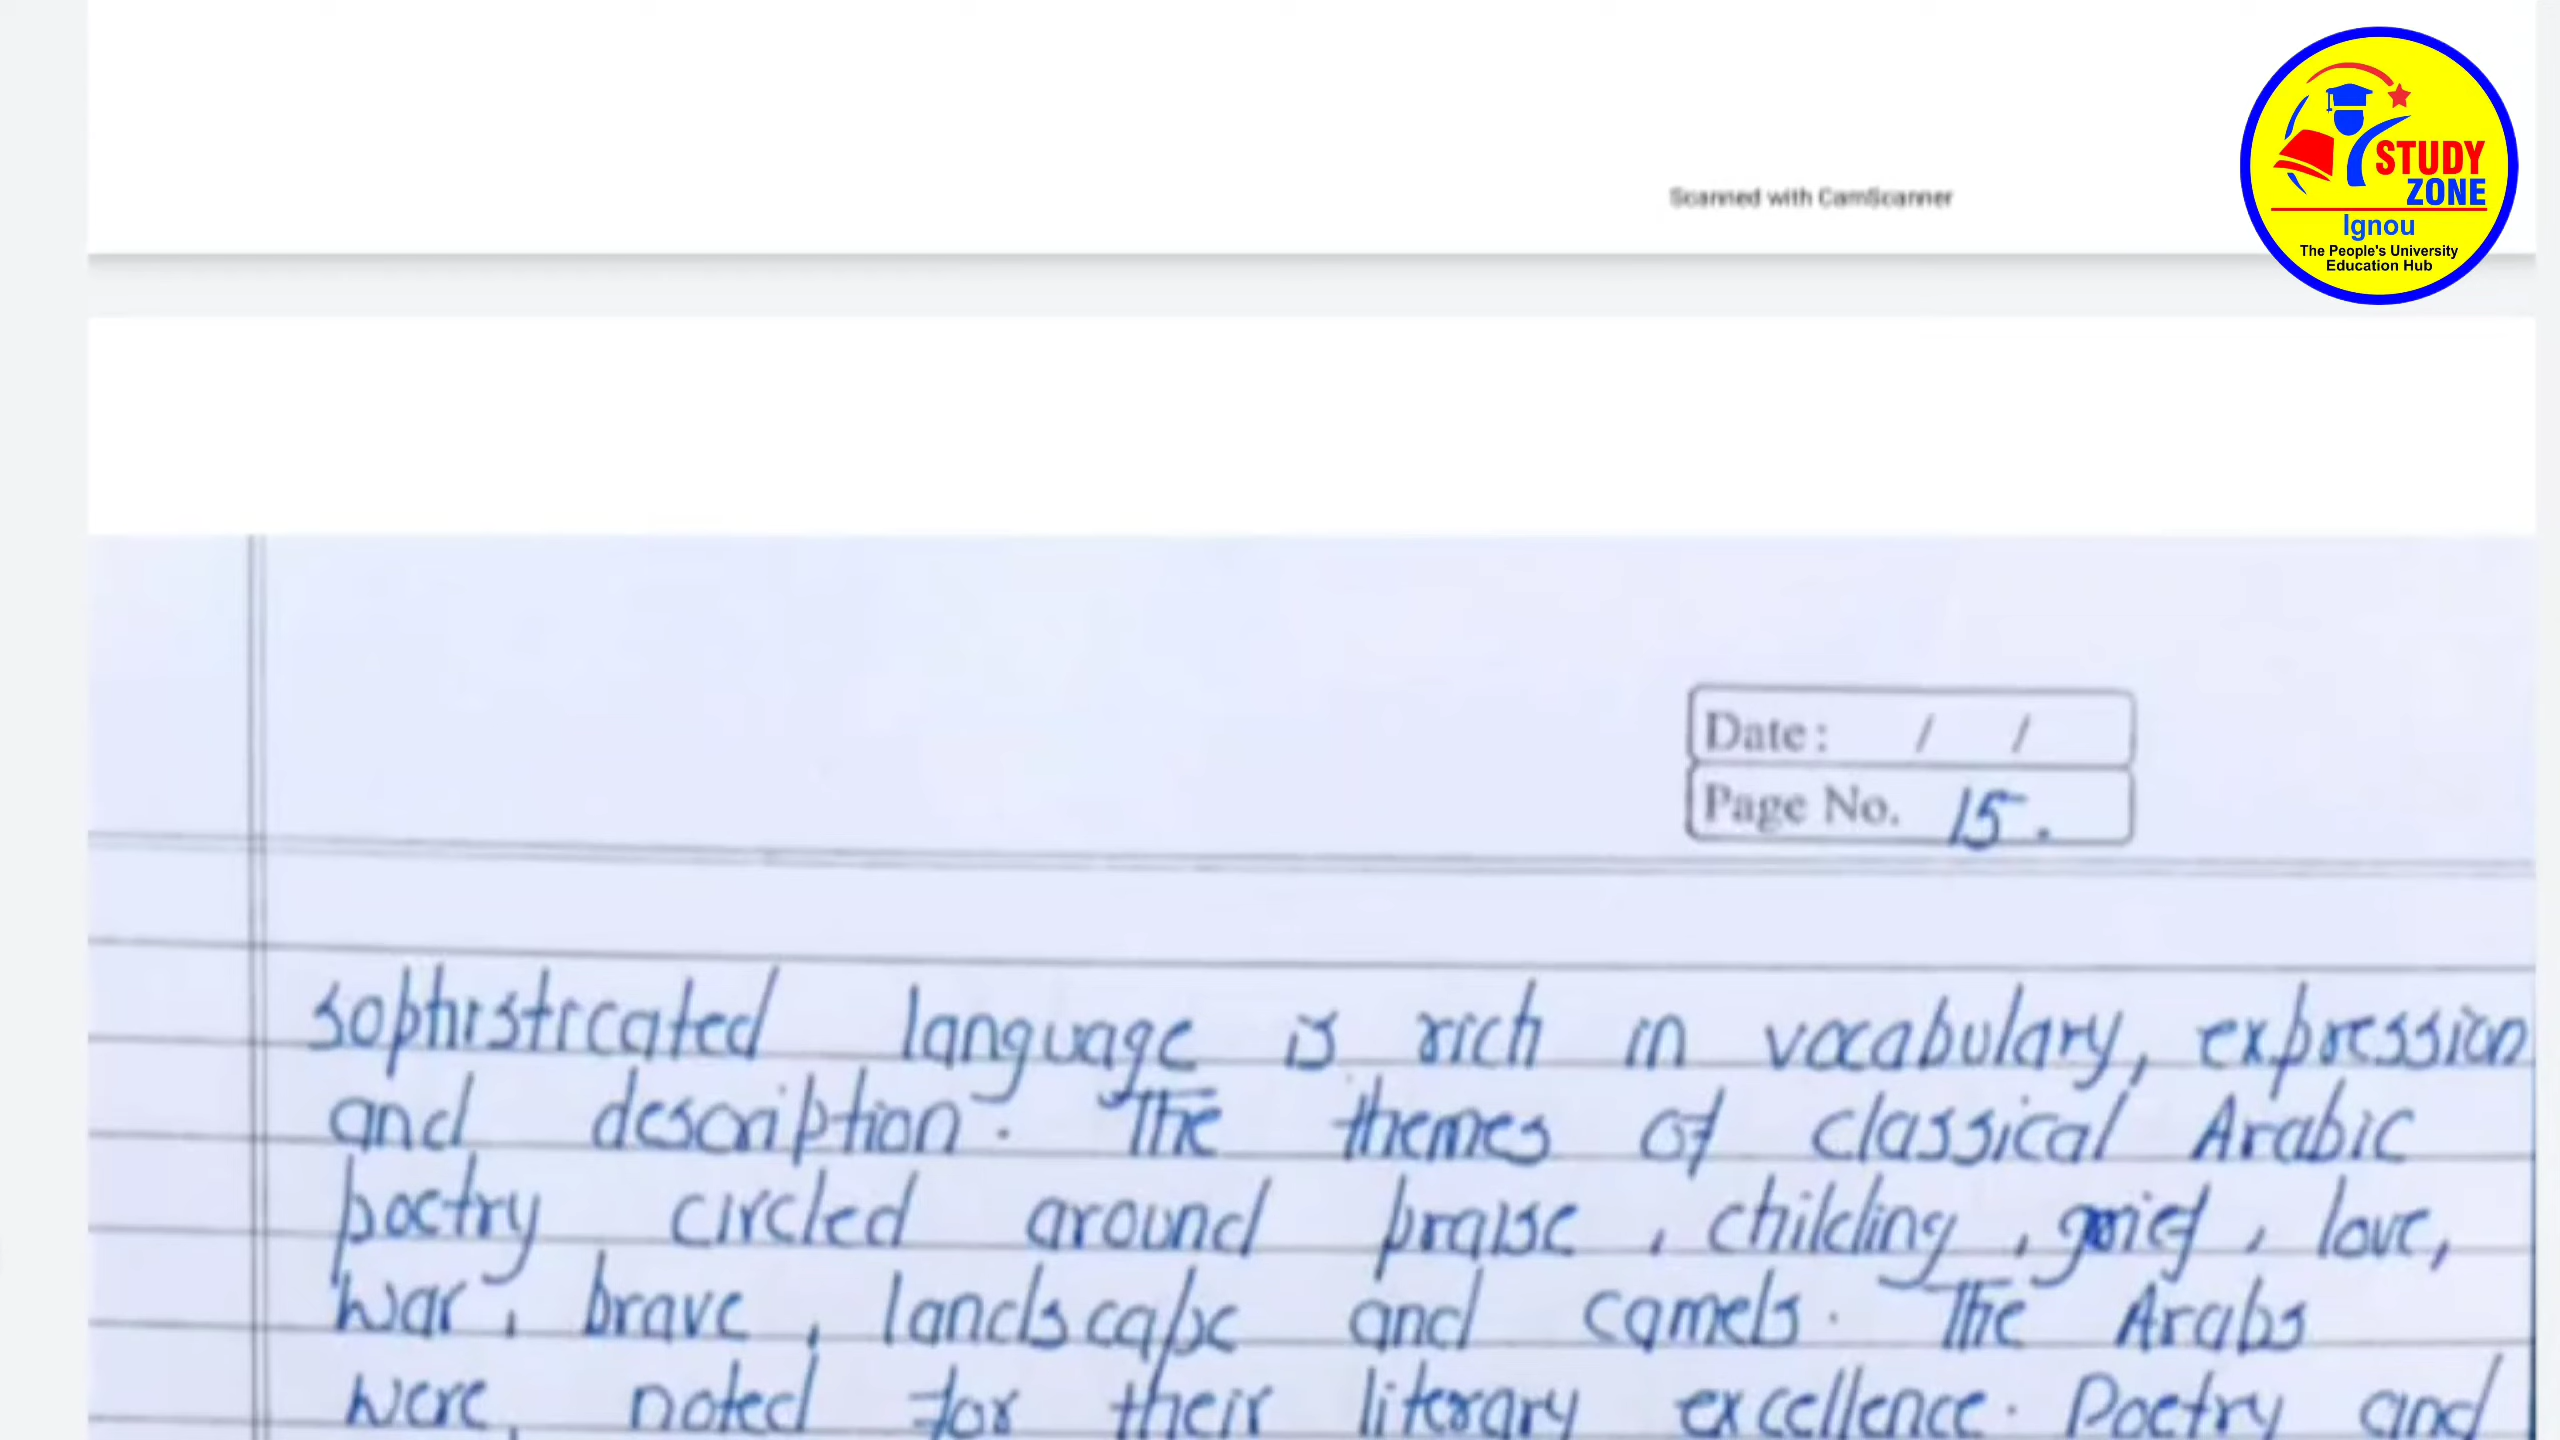 Scanned with CamScanner
STUDY
ZONE
Ignou
The People's University
Education Hub
Date: / /
Page No. 15.
sophisticated language is rich in vocabulary, expression
and description. The themes of classical Arabic
poetry circled around praise, childing, grief, love,
war, brave, landscape and camels. The Arabs
were noted for their literary excellence. Poetry and